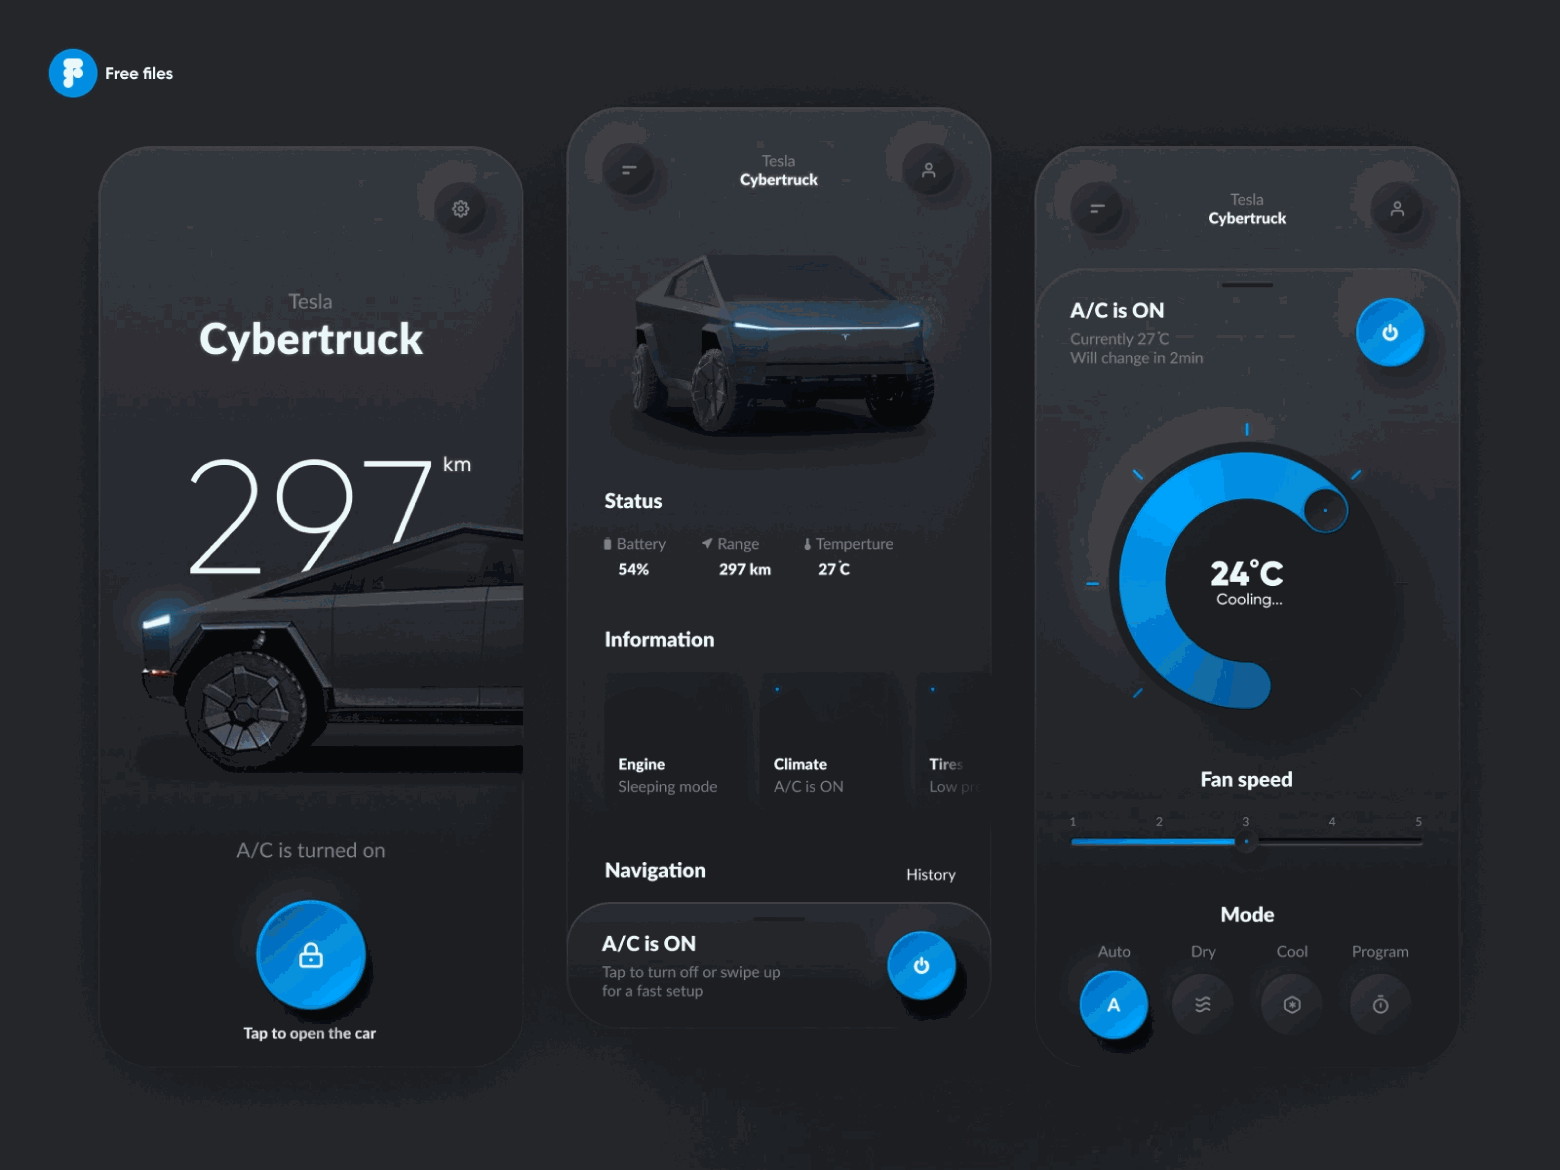 Free files
Tesla
Cybertruck
297 km
A/C is turned on
Tap to open the car
Tesla
Cybertruck
Status
Battery Range Temperture
54% 297 km 27°C
Information
Engine Climate Tires
Sleeping mode A/C is ON Low pre
Navigation History
A/C is ON
Tap to turn off or swipe up
for a fast setup
Tesla
Cybertruck
A/C is ON
Currently 27°C
Will change in 2min
24°C
Cooling...
Fan speed
1 2 3 4 5
Mode
Auto Dry Cool Program
A